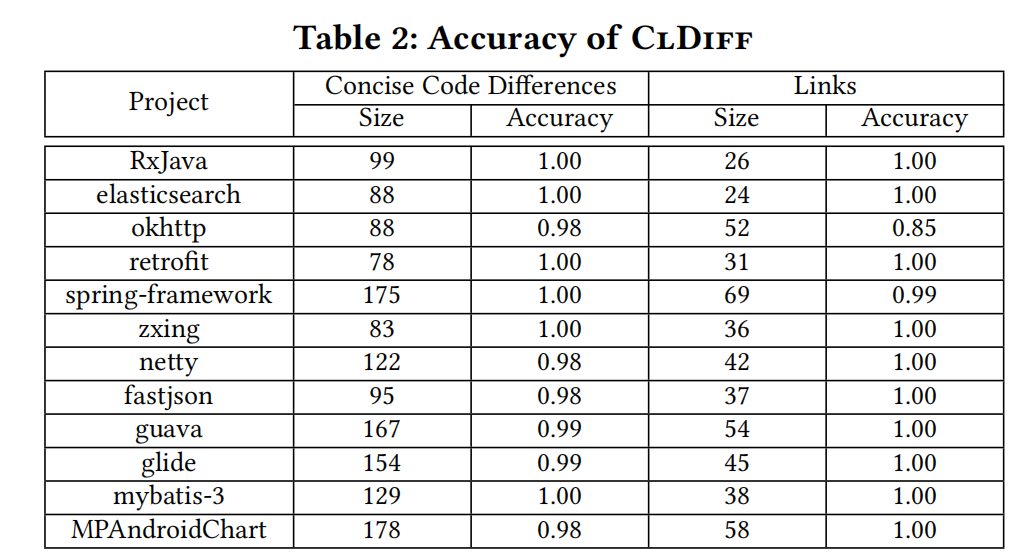 Table 2: Accuracy of CLDIFF
Project Concise Code Differences Links
Size Accuracy Size Accuracy
RxJava 99 1.00 26 1.00
elasticsearch 88 1.00 24 1.00
okhttp 88 0.98 52 0.85
retrofit 78 1.00 31 1.00
spring-framework 175 1.00 69 0.99
zxing 83 1.00 36 1.00
netty 122 0.98 42 1.00
fastjson 95 0.98 37 1.00
guava 167 0.99 54 1.00
glide 154 0.99 45 1.00
mybatis-3 129 1.00 38 1.00
MPAndroidChart 178 0.98 58 1.00